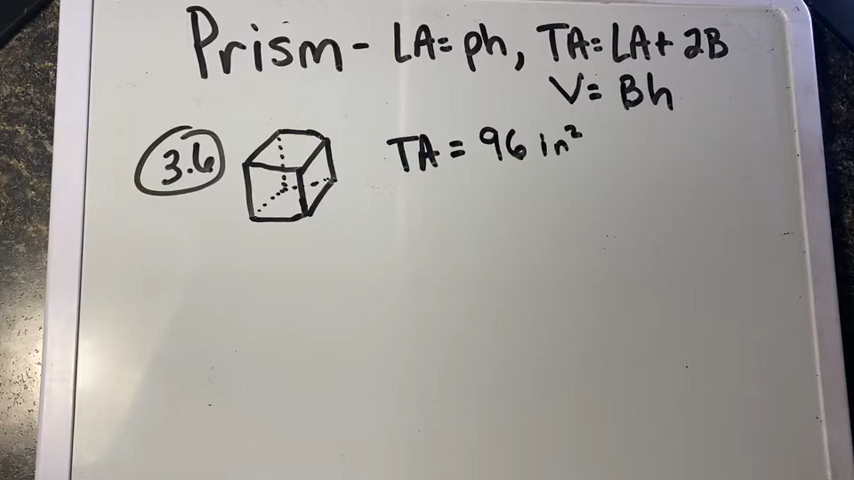 Prism - LA = ph, TA = LA + 2B
V = Bh
3.6 TA = 96 in²